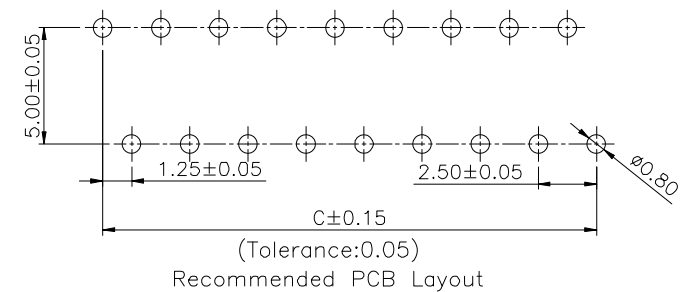 5.00±0.05
1.25±0.05
2.50±0.05
ø0.80
C±0.15
(Tolerance:0.05)
Recommended PCB Layout